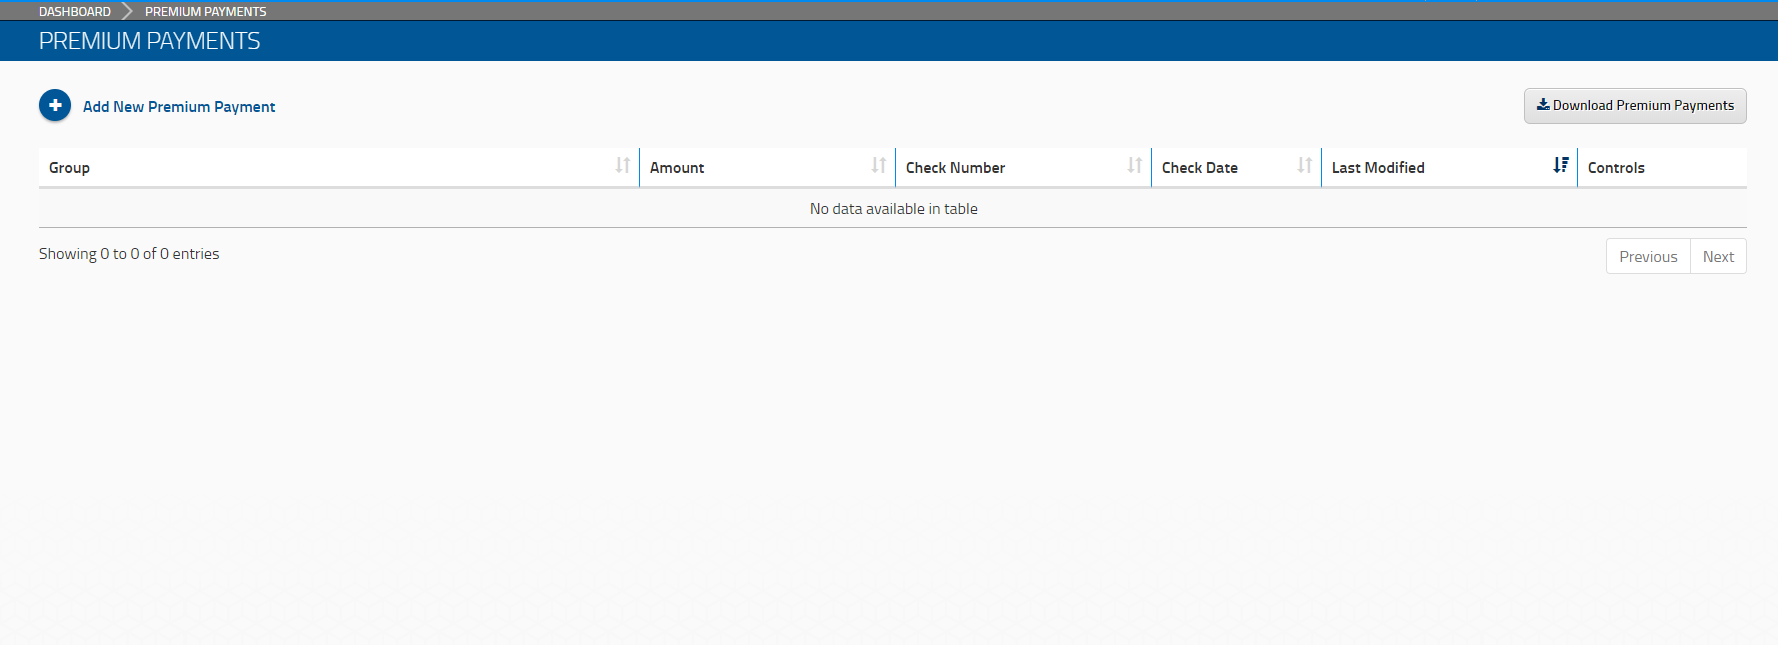 DASHBOARD PREMIUM PAYMENTS
PREMIUM PAYMENTS
Add New Premium Payment Download Premium Payments
Group Amount Check Number Check Date Last Modified Controls
No data available in table
Showing 0 to 0 of 0 entries Previous Next